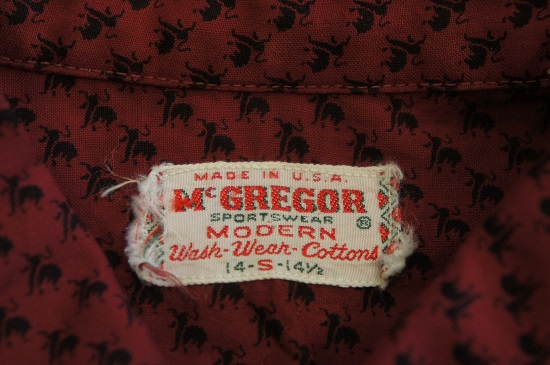 MADE IN U.S.A.
McGREGOR
SPORTSWEAR ®
MODERN
Wash-Wear-Cottons
14-S-14½